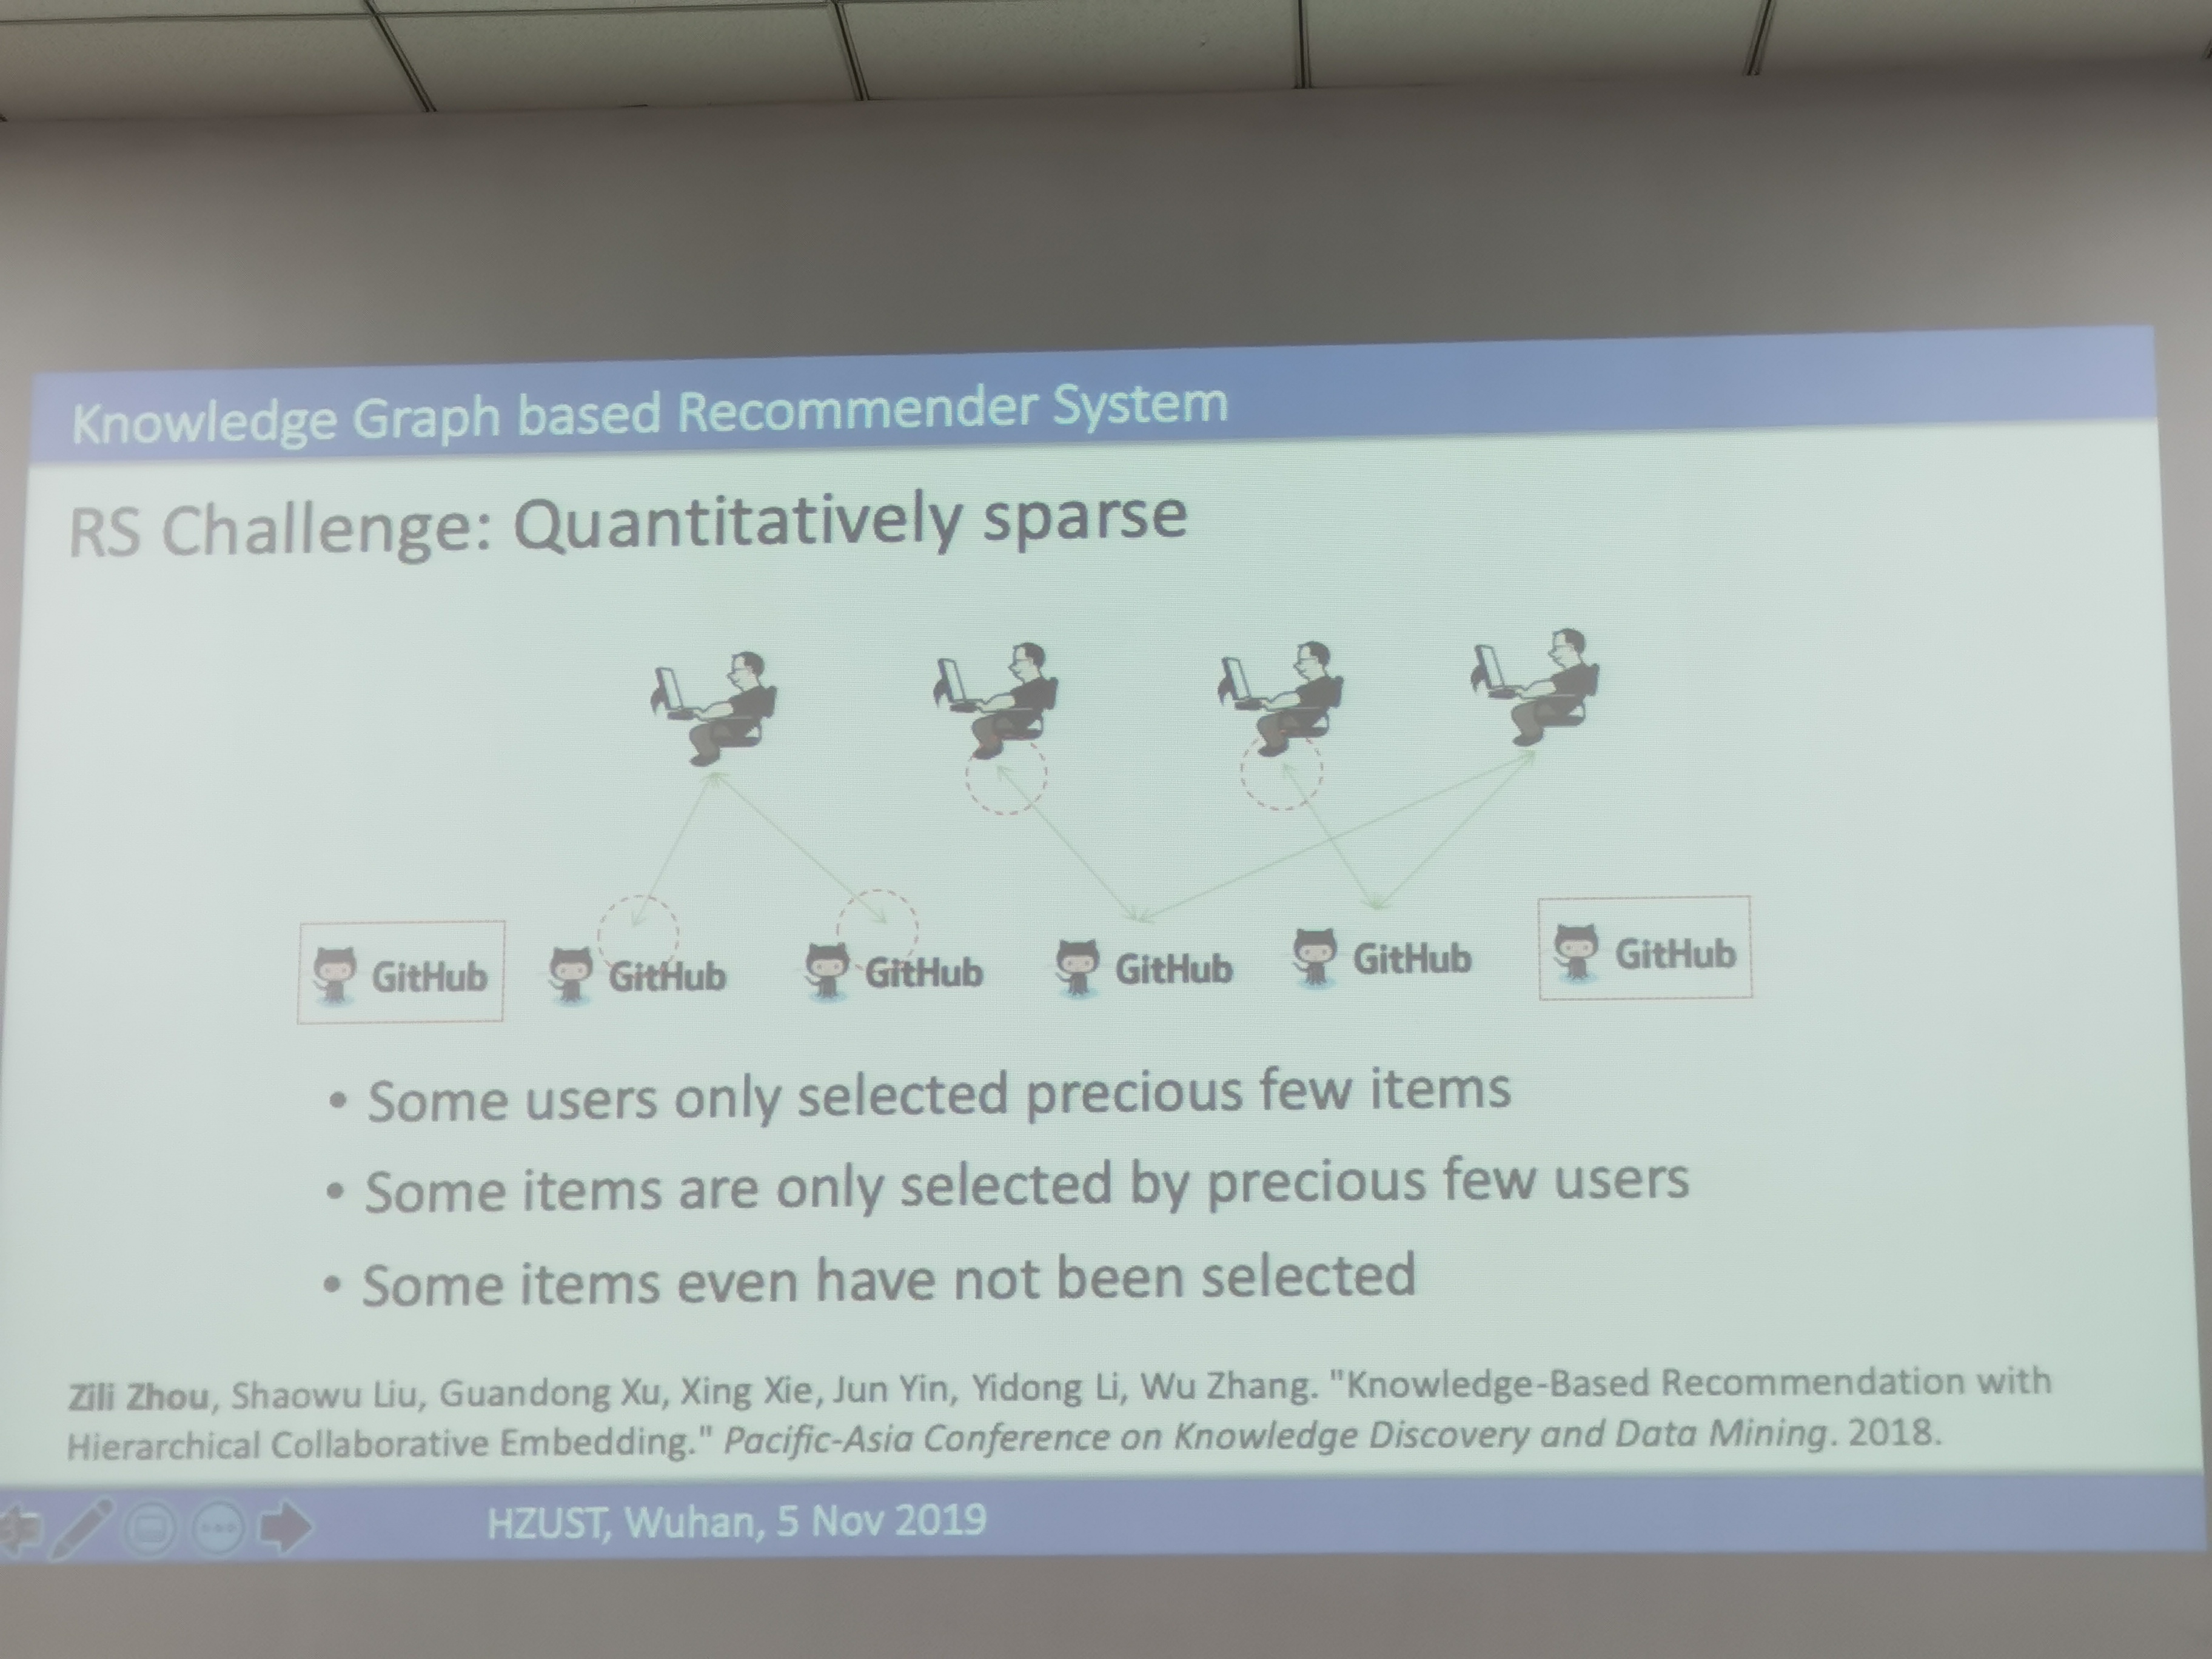 Knowledge Graph based Recommender System
RS Challenge: Quantitatively sparse
GitHub
GitHub
GitHub
GitHub
GitHub
GitHub
• Some users only selected precious few items
• Some items are only selected by precious few users
• Some items even have not been selected
Zili Zhou, Shaowu Liu, Guandong Xu, Xing Xie, Jun Yin, Yidong Li, Wu Zhang. "Knowledge-Based Recommendation with
Hierarchical Collaborative Embedding." Pacific-Asia Conference on Knowledge Discovery and Data Mining. 2018.
HZUST, Wuhan, 5 Nov 2019